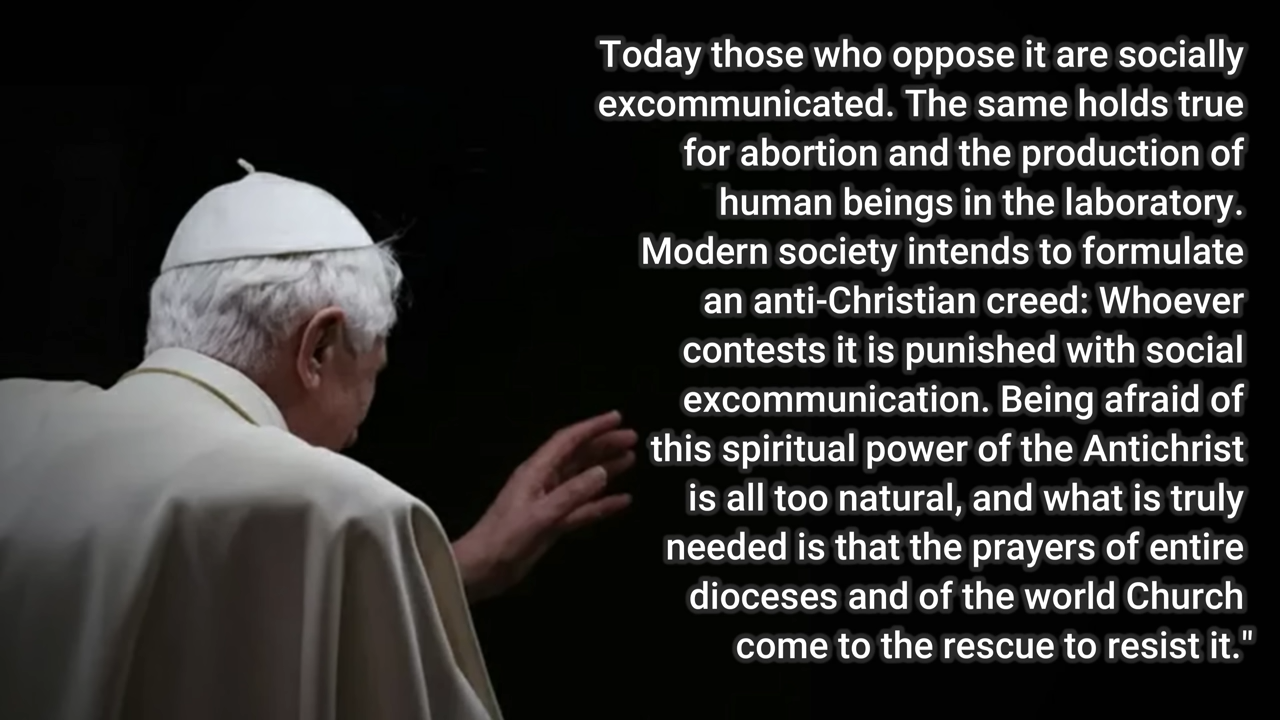 Today those who oppose it are socially
excommunicated. The same holds true
for abortion and the production of
human beings in the laboratory.
Modern society intends to formulate
an anti-Christian creed: Whoever
contests it is punished with social
excommunication. Being afraid of
this spiritual power of the Antichrist
is all too natural, and what is truly
needed is that the prayers of entire
dioceses and of the world Church
come to the rescue to resist it."